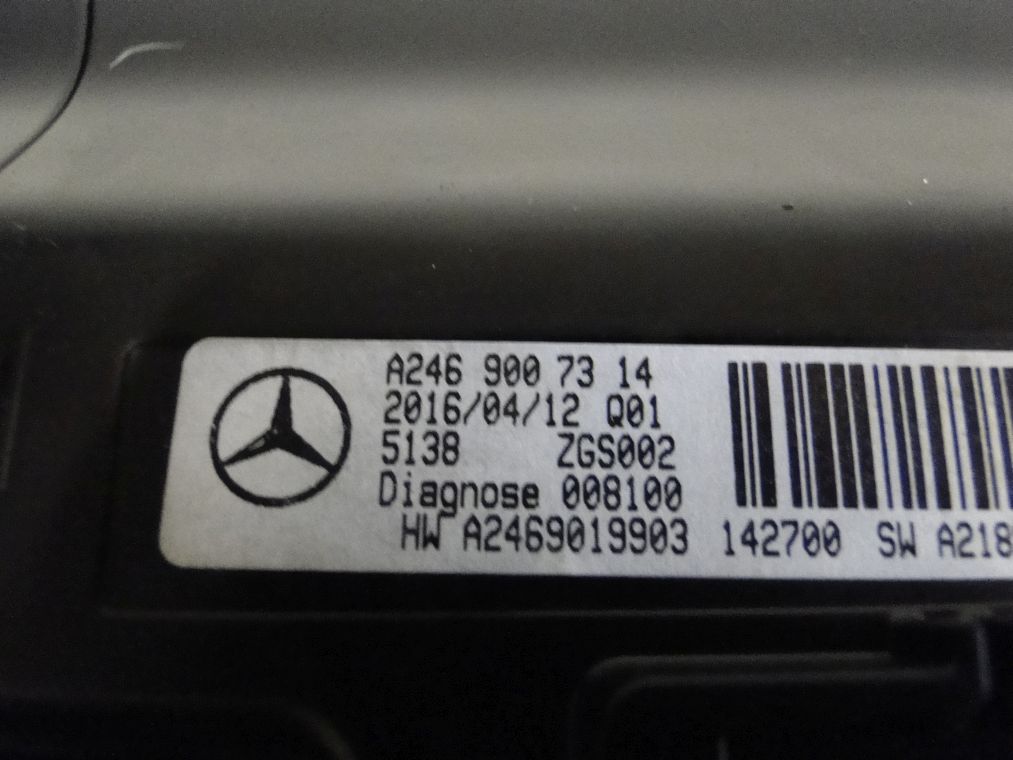 A246 900 73 14
2016/04/12 Q01
5138 ZGS002
Diagnose 008100
HW A2469019903 142700 SW A218